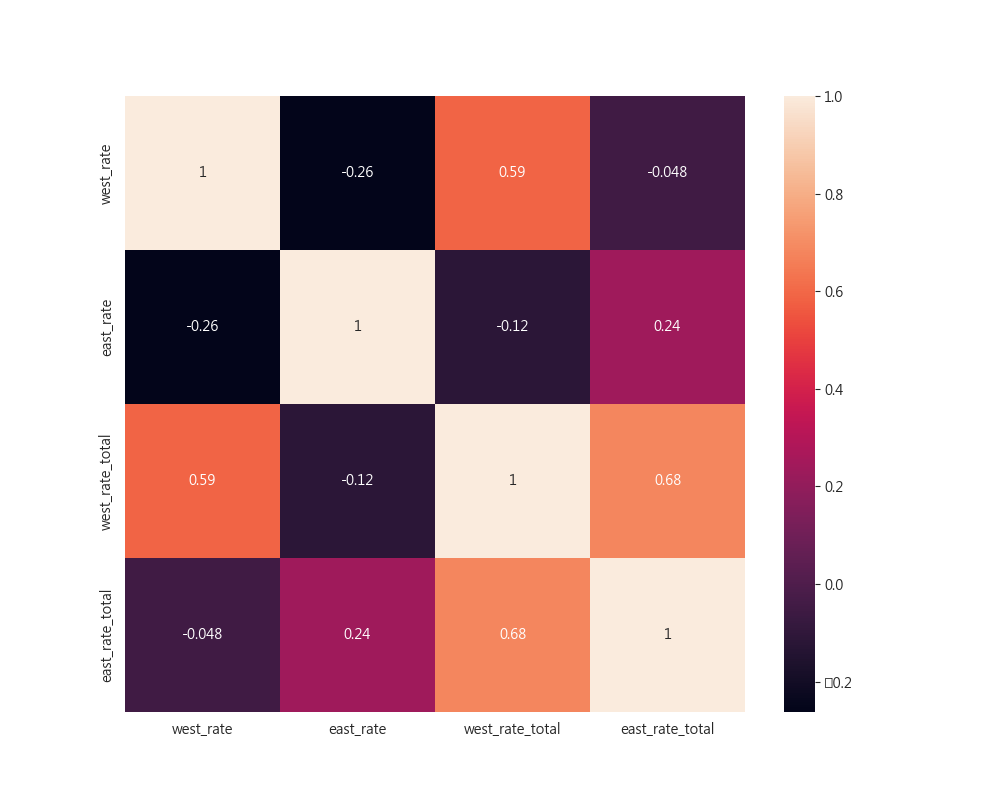 west_rate 1 -0.26 0.59 -0.048
east_rate -0.26 1 -0.12 0.24
west_rate_total 0.59 -0.12 1 0.68
east_rate_total -0.048 0.24 0.68 1
west_rate east_rate west_rate_total east_rate_total
1.0
0.8
0.6
0.4
0.2
0.0
▯0.2